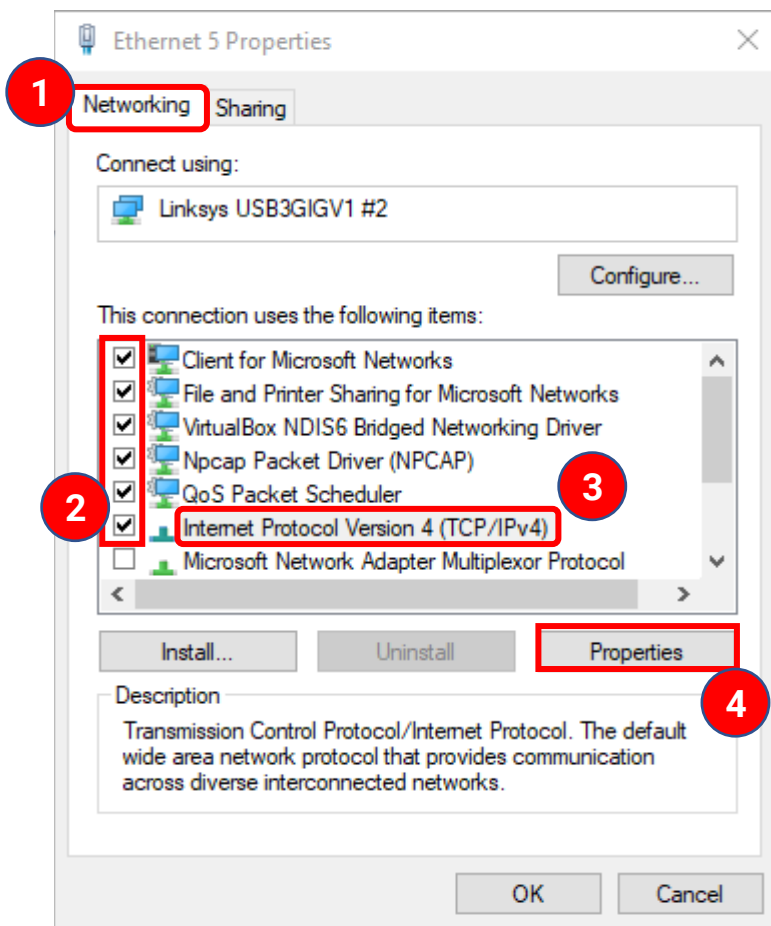 Ethernet 5 Properties
1
Networking
Sharing
Connect using:
Linksys USB3GIGV1 #2
Configure...
This connection uses the following items:
Client for Microsoft Networks
File and Printer Sharing for Microsoft Networks
VirtualBox NDIS6 Bridged Networking Driver
Npcap Packet Driver (NPCAP)
QoS Packet Scheduler
3
2
Internet Protocol Version 4 (TCP/IPv4)
Microsoft Network Adapter Multiplexor Protocol
Install...
Uninstall
Properties
4
Description
Transmission Control Protocol/Internet Protocol. The default
wide area network protocol that provides communication
across diverse interconnected networks.
OK
Cancel